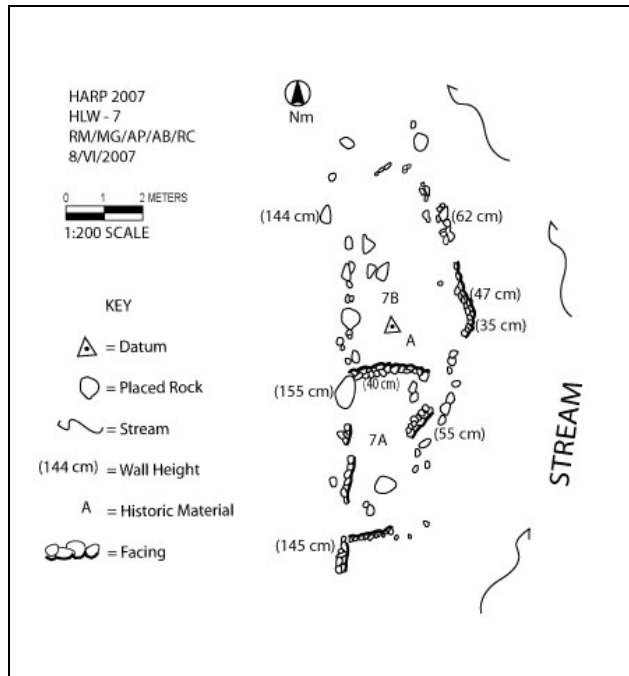 HARP 2007
HLW - 7
RM/MG/AP/AB/RC
8/VI/2007
0 1 2 METERS
1:200 SCALE
Nm
KEY
= Datum
= Placed Rock
= Stream
(144 cm) = Wall Height
A = Historic Material
= Facing
(144 cm)
(62 cm)
(47 cm)
7B
(35 cm)
A
(155 cm)
(40 cm)
7A
(55 cm)
(145 cm)
STREAM